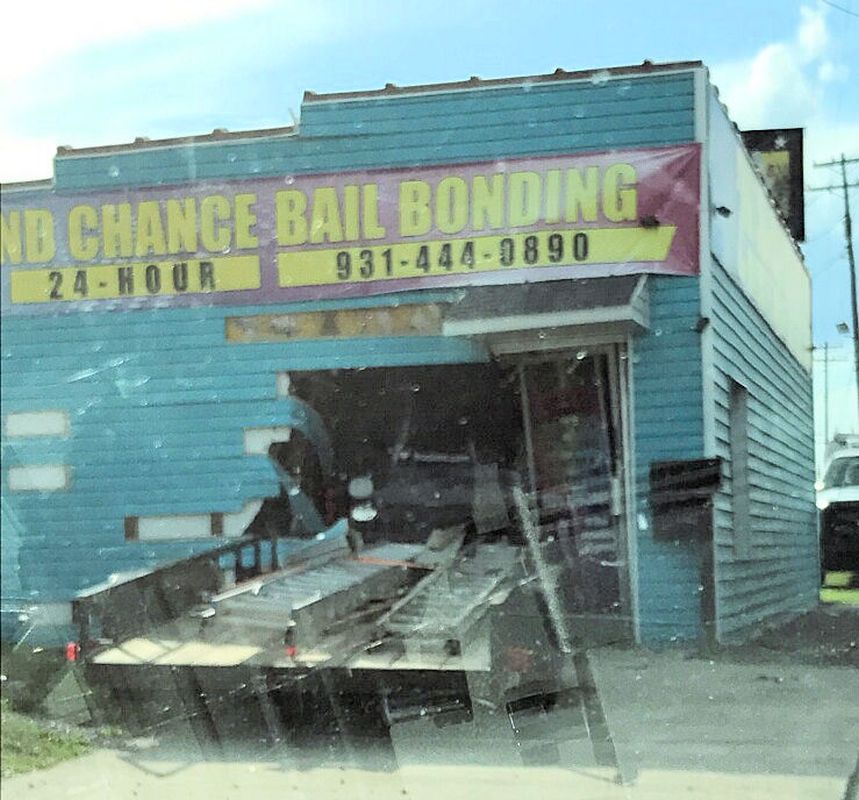 ND CHANCE BAIL BONDING
24-HOUR 931-444-0890